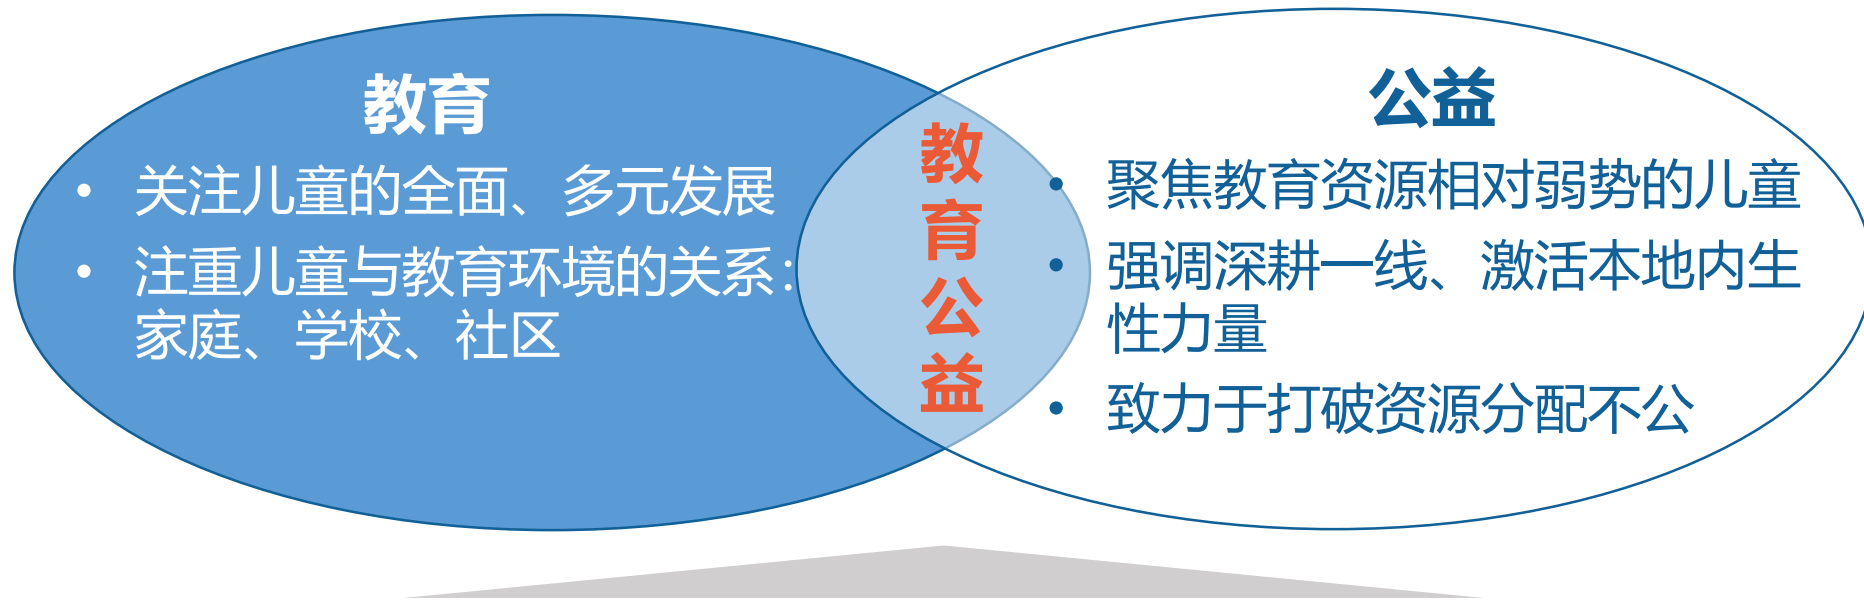 教育
• 关注儿童的全面、多元发展
• 注重儿童与教育环境的关系：
家庭、学校、社区
教
育
公
益
公益
• 聚焦教育资源相对弱势的儿童
• 强调深耕一线、激活本地内生
性力量
• 致力于打破资源分配不公